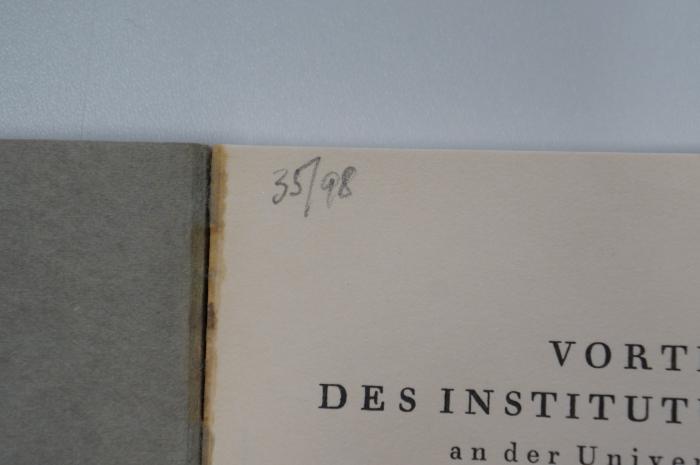 35/98
VORT
DES INSTITUT
an der Univer